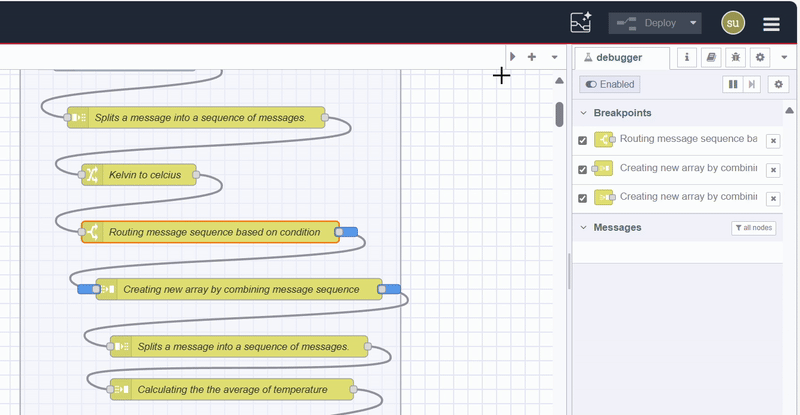 Deploy
su
debugger
Enabled
Breakpoints
Splits a message into a sequence of messages.
Routing message sequence ba
Kelvin to celcius
Creating new array by combinii
Creating new array by combinii
Routing message sequence based on condition
Messages
all nodes
Creating new array by combining message sequence
Splits a message into a sequence of messages.
Calculating the the average of temperature